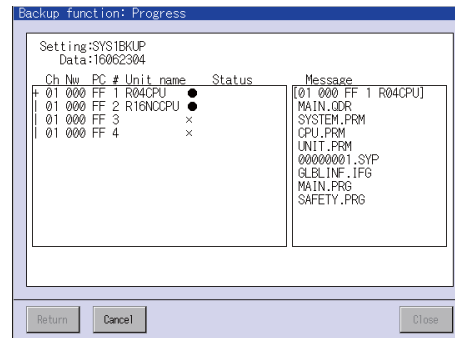 Backup function: Progress
Setting:SYS1BKUP
Data:16062304
Ch Nw PC # Unit name Status Message
+ 01 000 FF 1 R04CPU ● [01 000 FF 1 R04CPU]
| 01 000 FF 2 R16NCCPU ● MAIN.QDR
| 01 000 FF 3 × SYSTEM.PRM
| 01 000 FF 4 × CPU.PRM
UNIT.PRM
00000001.SYP
GLBLINF.IFG
MAIN.PRG
SAFETY.PRG
Return Cancel Close